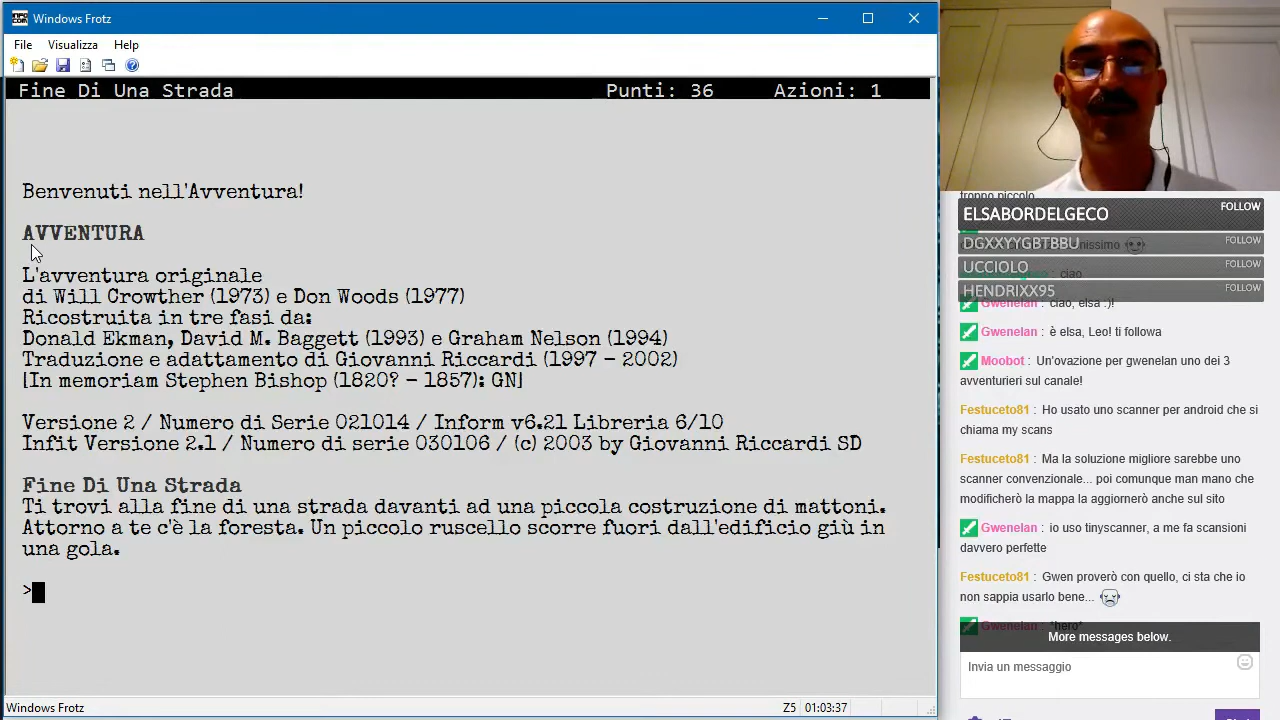 Windows Frotz
File Visualizza Help
Fine Di Una Strada Punti: 36 Azioni: 1
Benvenuti nell'Avventura!
AVVENTURA
L'avventura originale
di Will Crowther (1973) e Don Woods (1977)
Ricostruita in tre fasi da:
Donald Ekman, David M. Baggett (1993) e Graham Nelson (1994)
Traduzione e adattamento di Giovanni Riccardi (1997 - 2002)
[In memoriam Stephen Bishop (1820? - 1857): GN]
Versione 2 / Numero di Serie 021014 / Inform v6.21 Libreria 6/10
Infit Versione 2.1 / Numero di serie 030106 / (c) 2003 by Giovanni Riccardi SD
Fine Di Una Strada
Ti trovi alla fine di una strada davanti ad una piccola costruzione di mattoni.
Attorno a te c'è la foresta. Un piccolo ruscello scorre fuori dall'edificio giù in
una gola.
>
Windows Frotz Z5 01:03:37
troppo piccolo
ELSABORDELGECO FOLLOW
DGXXYYGBTBBU nissimo FOLLOW
UCCIOLO ciao FOLLOW
HENDRIXX95 FOLLOW
Gwenelan: ciao, elsa :)!
Gwenelan: è elsa, Leo! ti followa
Moobot: Un'ovazione per gwenelan uno dei 3
avventurieri sul canale!
Festuceto81: Ho usato uno scanner per android che si
chiama my scans
Festuceto81: Ma la soluzione migliore sarebbe uno
scanner convenzionale... poi comunque man mano che
modificherò la mappa la aggiornerò anche sul sito
Gwenelan: io uso tinyscanner, a me fa scansioni
davvero perfette
Festuceto81: Gwen proverò con quello, ci sta che io
non sappia usarlo bene...
Gwenelan: *hero*
More messages below.
Invia un messaggio